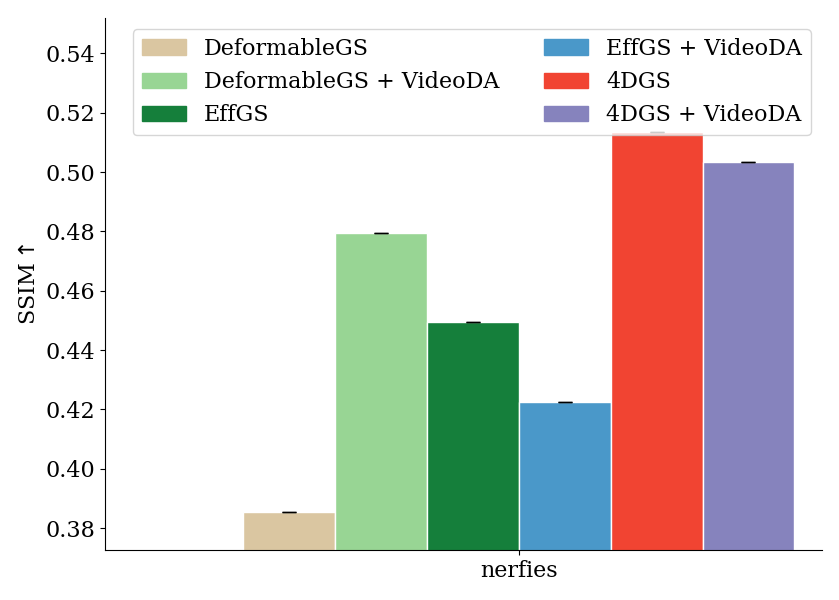 DeformableGS
DeformableGS + VideoDA
EffGS
EffGS + VideoDA
4DGS
4DGS + VideoDA
SSIM ↑
0.54
0.52
0.50
0.48
0.46
0.44
0.42
0.40
0.38
nerfies